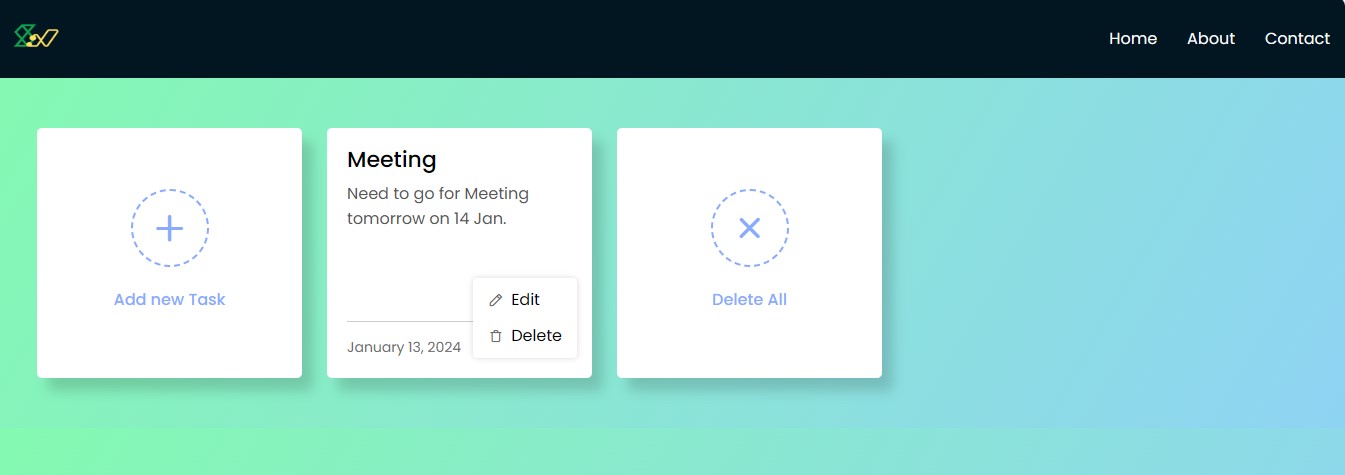 Home About Contact
Add new Task
Meeting
Need to go for Meeting
tomorrow on 14 Jan.
Edit
Delete
January 13, 2024
Delete All